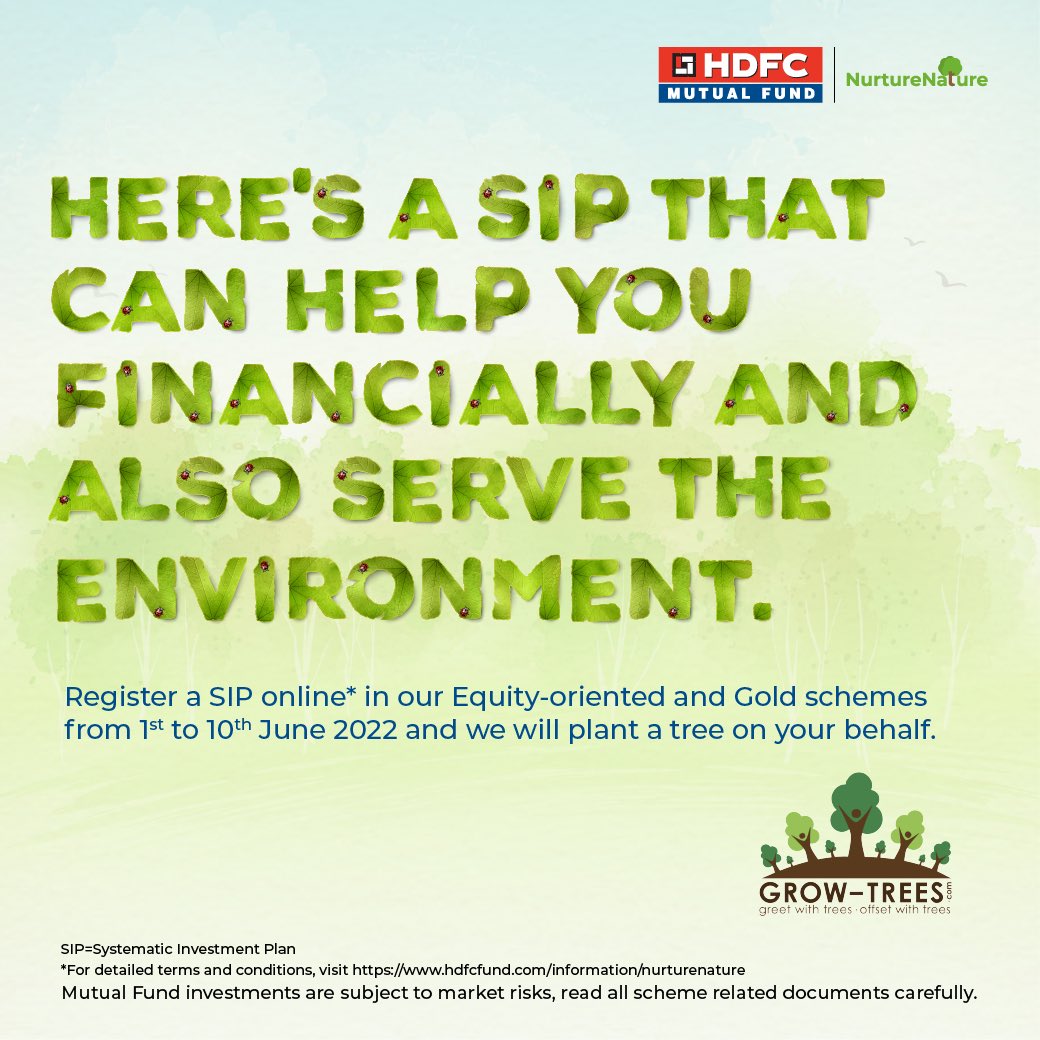 HDFC
MUTUAL FUND
NurtureNature
HERE'S A SIP THAT
CAN HELP YOU
FINANCIALLY AND
ALSO SERVE THE
ENVIRONMENT.
Register a SIP online* in our Equity-oriented and Gold schemes
from 1st to 10th June 2022 and we will plant a tree on your behalf.
GROW-TREES.com
greet with trees · offset with trees
SIP=Systematic Investment Plan
*For detailed terms and conditions, visit https://www.hdfcfund.com/information/nurturenature
Mutual Fund investments are subject to market risks, read all scheme related documents carefully.